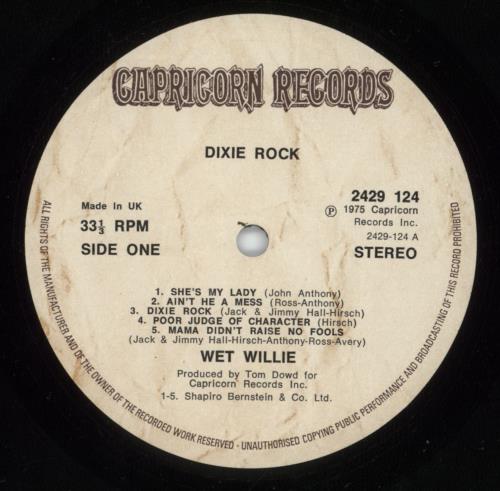 CAPRICORN RECORDS
DIXIE ROCK
Made In UK
33⅓ RPM
SIDE ONE
2429 124
Ⓟ 1975 Capricorn
Records Inc.
2429-124 A
STEREO
1. SHE'S MY LADY (John Anthony)
2. AIN'T HE A MESS (Ross-Anthony)
3. DIXIE ROCK (Jack & Jimmy Hall-Hirsch)
4. POOR JUDGE OF CHARACTER (Hirsch)
5. MAMA DIDN'T RAISE NO FOOLS
(Jack & Jimmy Hall-Hirsch-Anthony-Ross-Avery)
WET WILLIE
Produced by Tom Dowd for
Capricorn Records Inc.
1-5. Shapiro Bernstein & Co. Ltd.
ALL RIGHTS OF THE MANUFACTURER AND OF THE OWNER OF THE RECORDED WORK RESERVED - UNAUTHORISED COPYING PUBLIC PERFORMANCE AND BROADCASTING OF THIS RECORD PROHIBITED